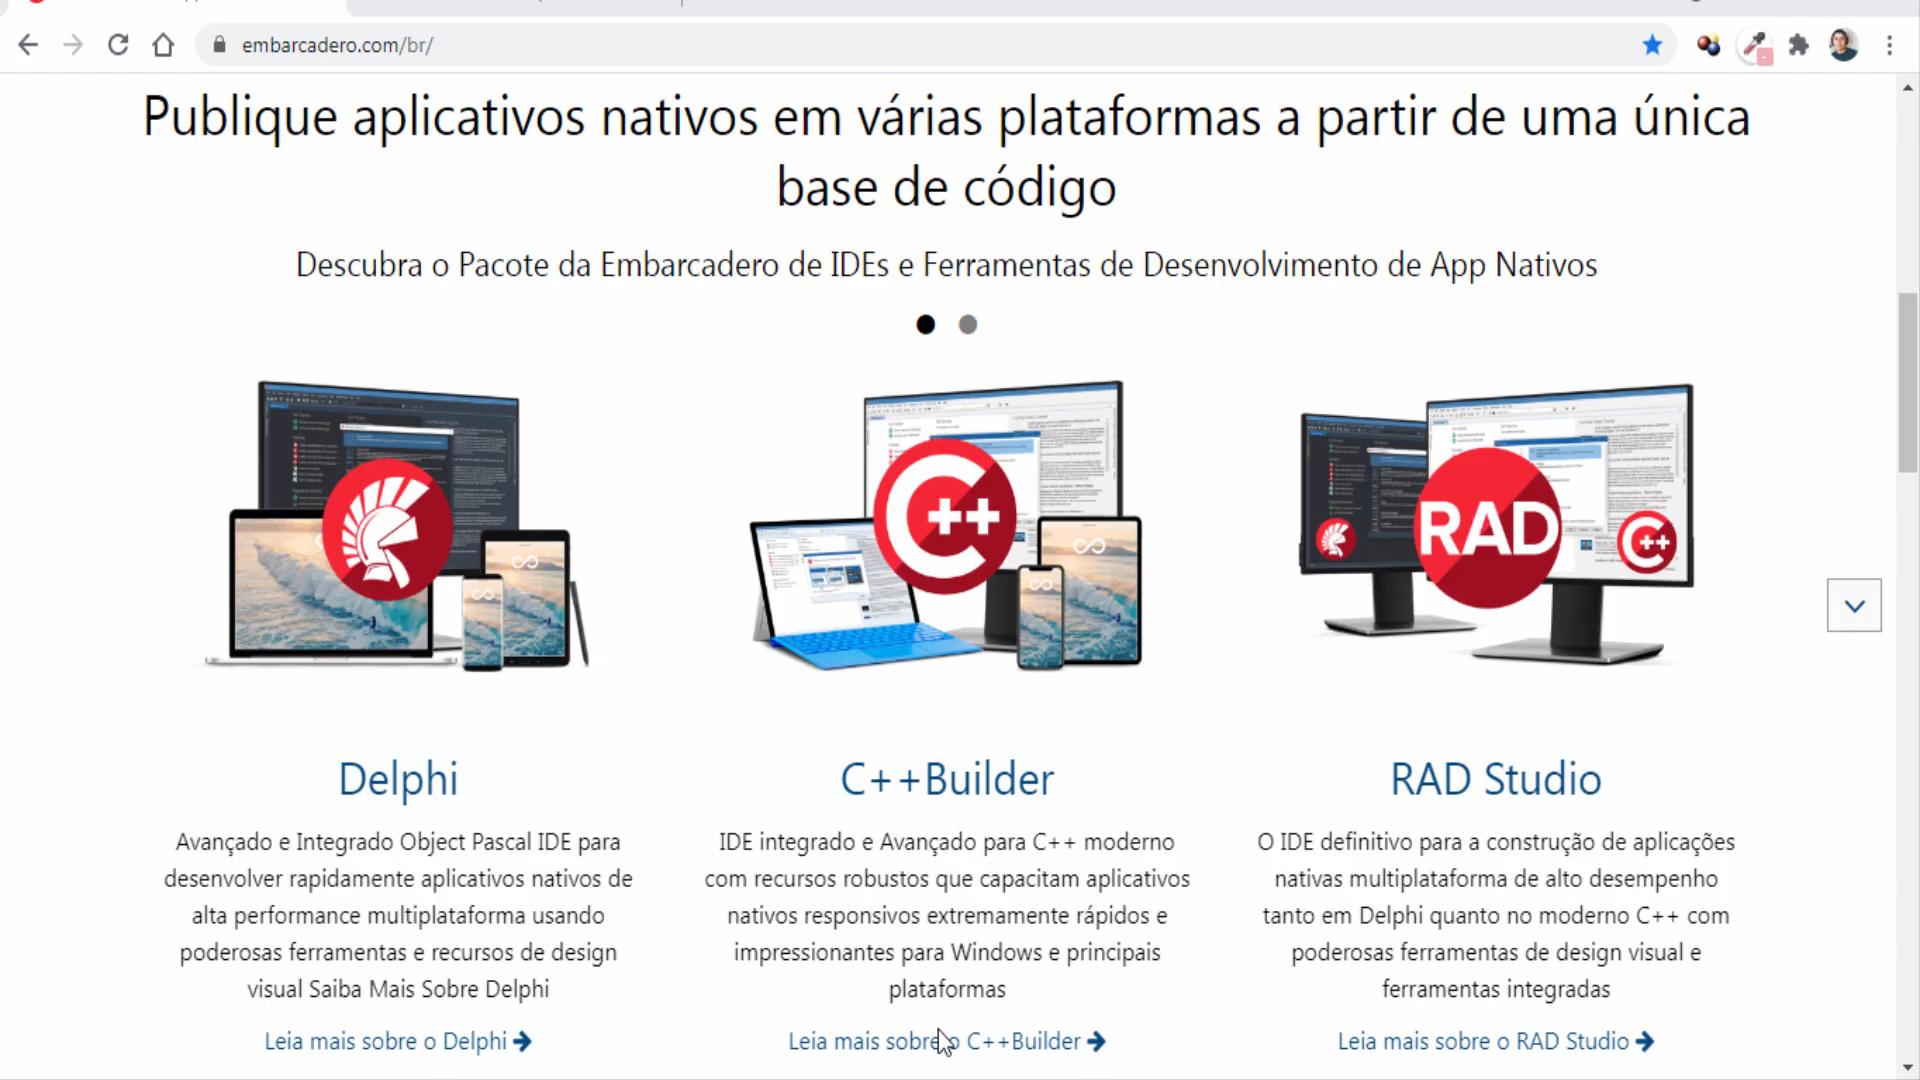 embarcadero.com/br/
Publique aplicativos nativos em várias plataformas a partir de uma única
base de código
Descubra o Pacote da Embarcadero de IDEs e Ferramentas de Desenvolvimento de App Nativos
C++
RAD
C++
Delphi
Avançado e Integrado Object Pascal IDE para
desenvolver rapidamente aplicativos nativos de
alta performance multiplataforma usando
poderosas ferramentas e recursos de design
visual Saiba Mais Sobre Delphi
Leia mais sobre o Delphi
C++Builder
IDE integrado e Avançado para C++ moderno
com recursos robustos que capacitam aplicativos
nativos responsivos extremamente rápidos e
impressionantes para Windows e principais
plataformas
Leia mais sobre o C++Builder
RAD Studio
O IDE definitivo para a construção de aplicações
nativas multiplataforma de alto desempenho
tanto em Delphi quanto no moderno C++ com
poderosas ferramentas de design visual e
ferramentas integradas
Leia mais sobre o RAD Studio